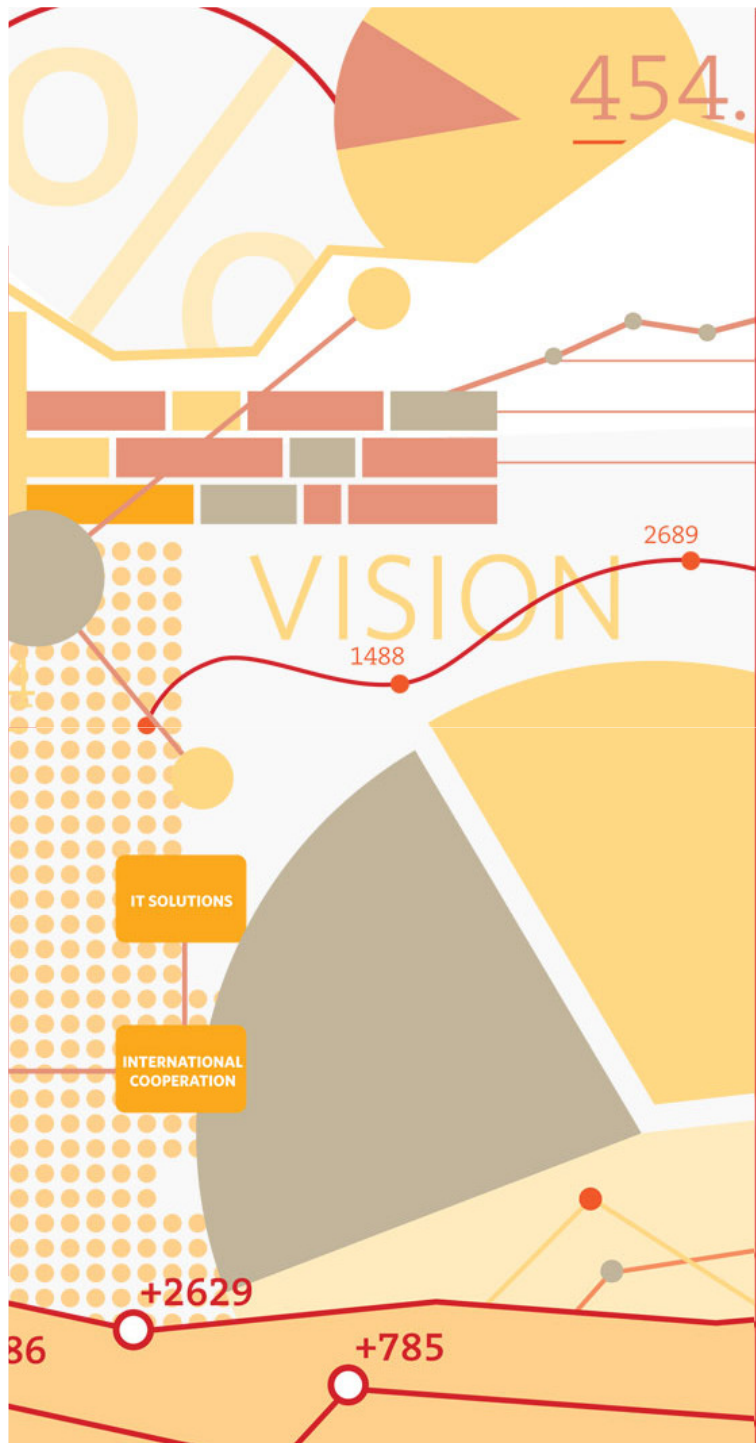 %
454.
2689
VISION
1488
IT SOLUTIONS
INTERNATIONAL
COOPERATION
+2629
86
+785